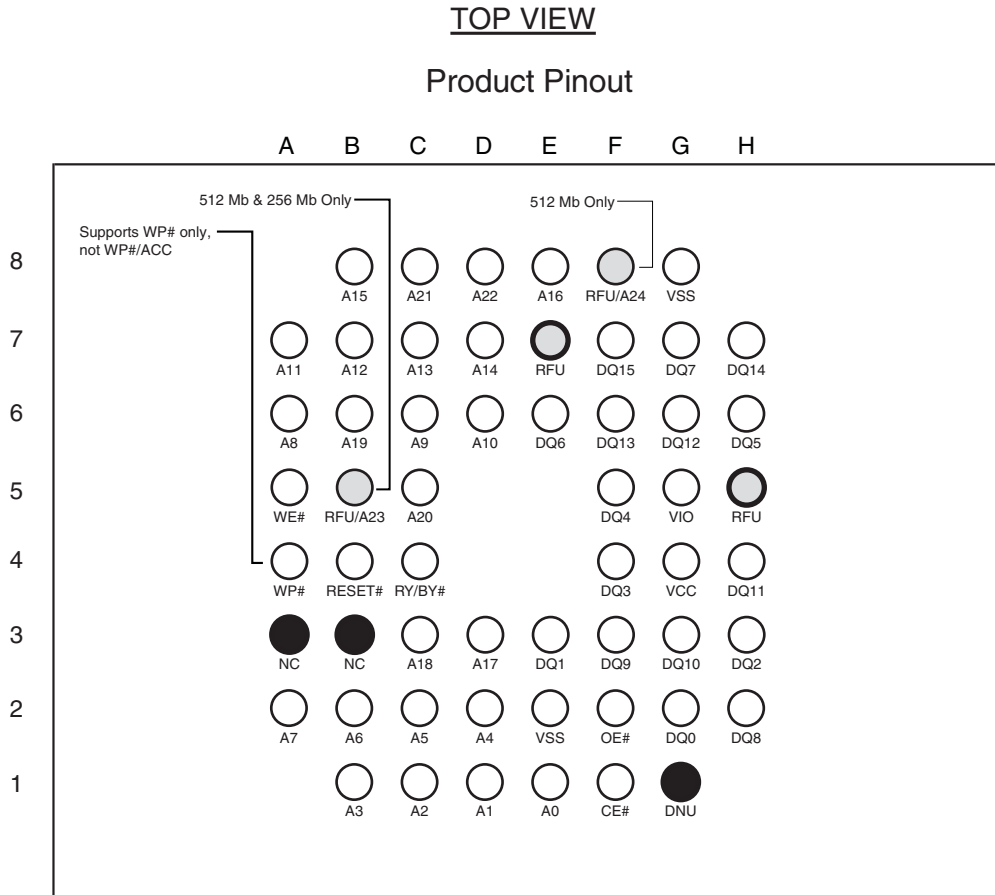 TOP VIEW
Product Pinout
A B C D E F G H
512 Mb & 256 Mb Only
512 Mb Only
Supports WP# only,
not WP#/ACC
8
A15 A21 A22 A16 RFU/A24 VSS
7
A11 A12 A13 A14 RFU DQ15 DQ7 DQ14
6
A8 A19 A9 A10 DQ6 DQ13 DQ12 DQ5
5
WE# RFU/A23 A20 DQ4 VIO RFU
4
WP# RESET# RY/BY# DQ3 VCC DQ11
3
NC NC A18 A17 DQ1 DQ9 DQ10 DQ2
2
A7 A6 A5 A4 VSS OE# DQ0 DQ8
1
A3 A2 A1 A0 CE# DNU